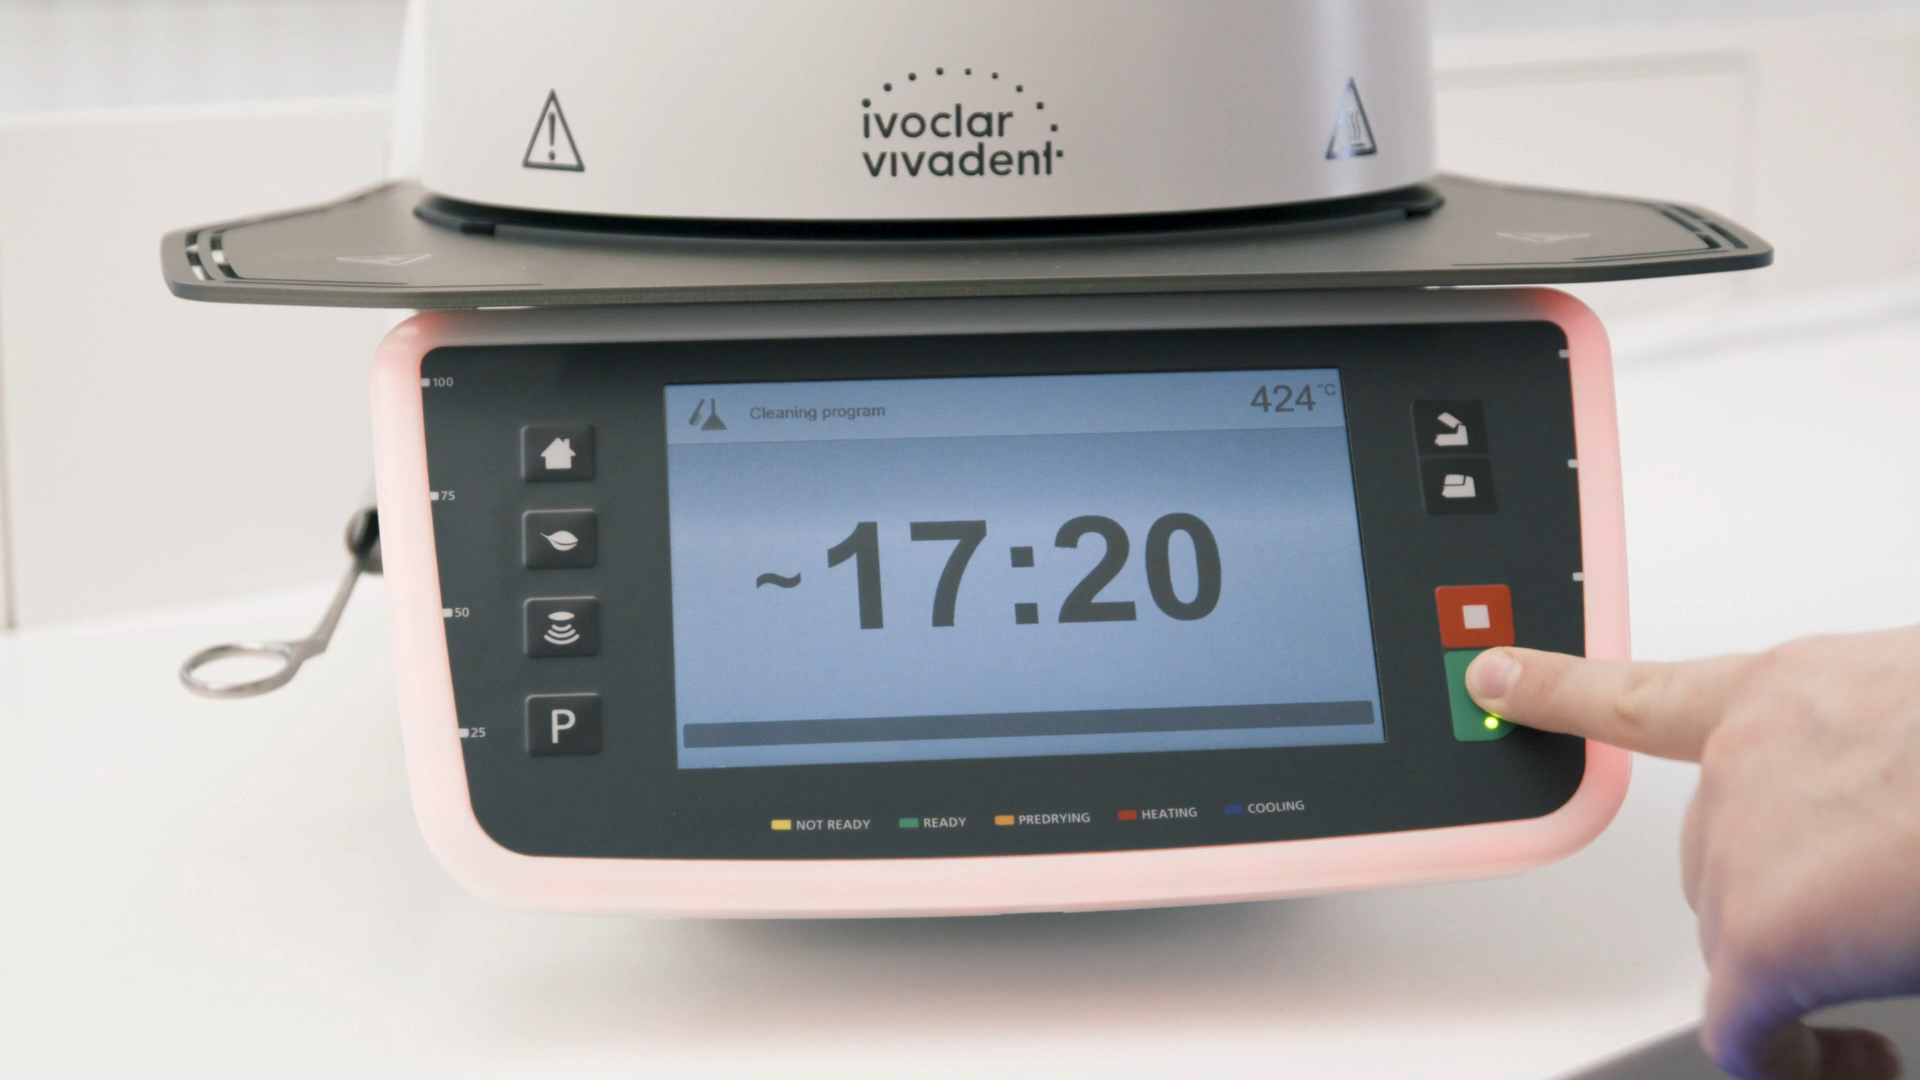 ivoclar
vivadent
100
75
50
25
Cleaning program
424 °C
~17:20
P
NOT READY
READY
PREDRYING
HEATING
COOLING